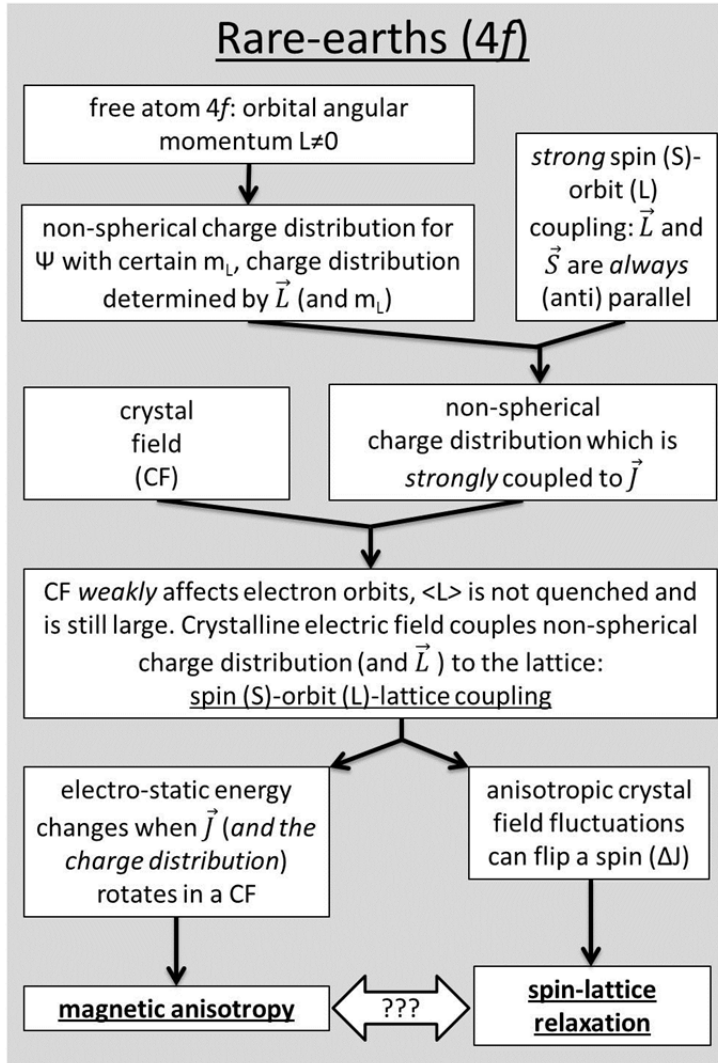 Rare-earths (4f)
free atom 4f: orbital angular
momentum L≠0
strong spin (S)-
orbit (L)
coupling: L⃗ and
S⃗ are always
(anti) parallel
non-spherical charge distribution for
Ψ with certain mL, charge distribution
determined by L⃗ (and mL)
crystal
field
(CF)
non-spherical
charge distribution which is
strongly coupled to J⃗
CF weakly affects electron orbits, <L> is not quenched and
is still large. Crystalline electric field couples non-spherical
charge distribution (and L⃗ ) to the lattice:
spin (S)-orbit (L)-lattice coupling
electro-static energy
changes when J⃗ (and the
charge distribution)
rotates in a CF
anisotropic crystal
field fluctuations
can flip a spin (ΔJ)
magnetic anisotropy
???
spin-lattice
relaxation